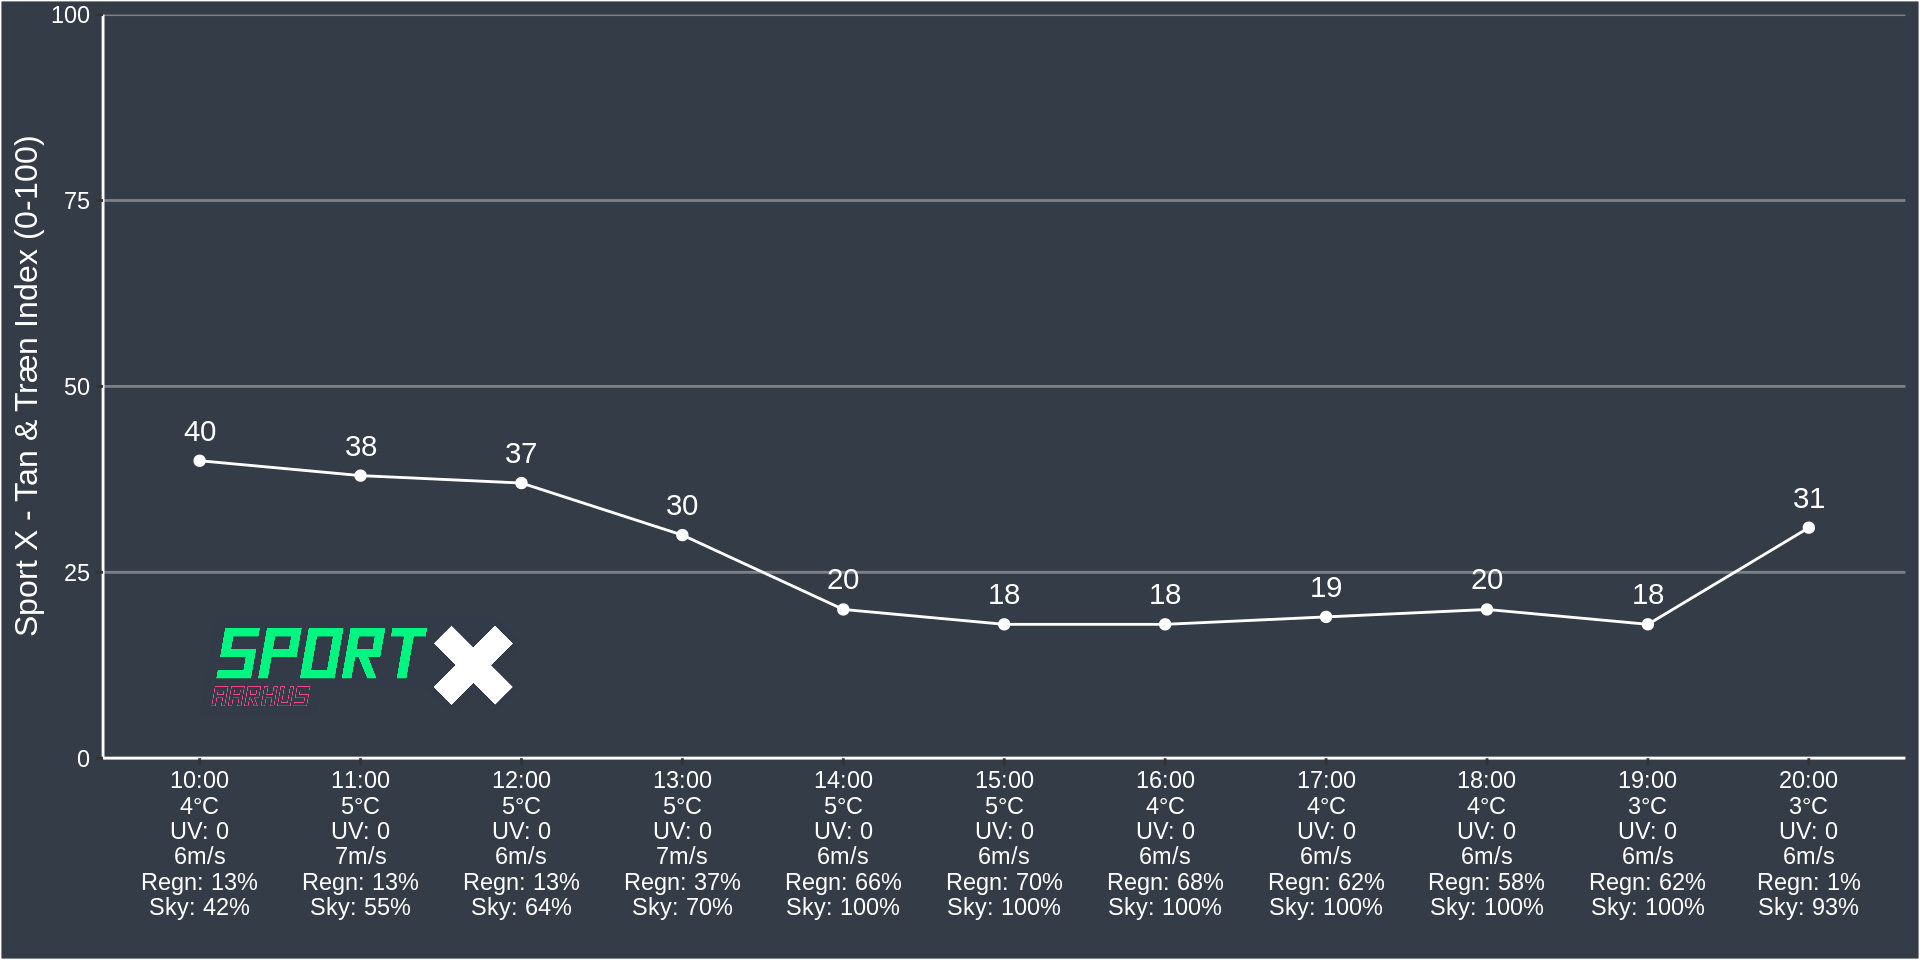 Sport X - Tan & Træn Index (0-100)
100
75
50
25
0
40
38
37
30
20
18
18
19
20
18
31
SPORT X
AARHUS
10:00 11:00 12:00 13:00 14:00 15:00 16:00 17:00 18:00 19:00 20:00
4°C 5°C 5°C 5°C 5°C 5°C 4°C 4°C 4°C 3°C 3°C
UV: 0 UV: 0 UV: 0 UV: 0 UV: 0 UV: 0 UV: 0 UV: 0 UV: 0 UV: 0 UV: 0
6m/s 7m/s 6m/s 7m/s 6m/s 6m/s 6m/s 6m/s 6m/s 6m/s 6m/s
Regn: 13% Regn: 13% Regn: 13% Regn: 37% Regn: 66% Regn: 70% Regn: 68% Regn: 62% Regn: 58% Regn: 62% Regn: 1%
Sky: 42% Sky: 55% Sky: 64% Sky: 70% Sky: 100% Sky: 100% Sky: 100% Sky: 100% Sky: 100% Sky: 100% Sky: 93%